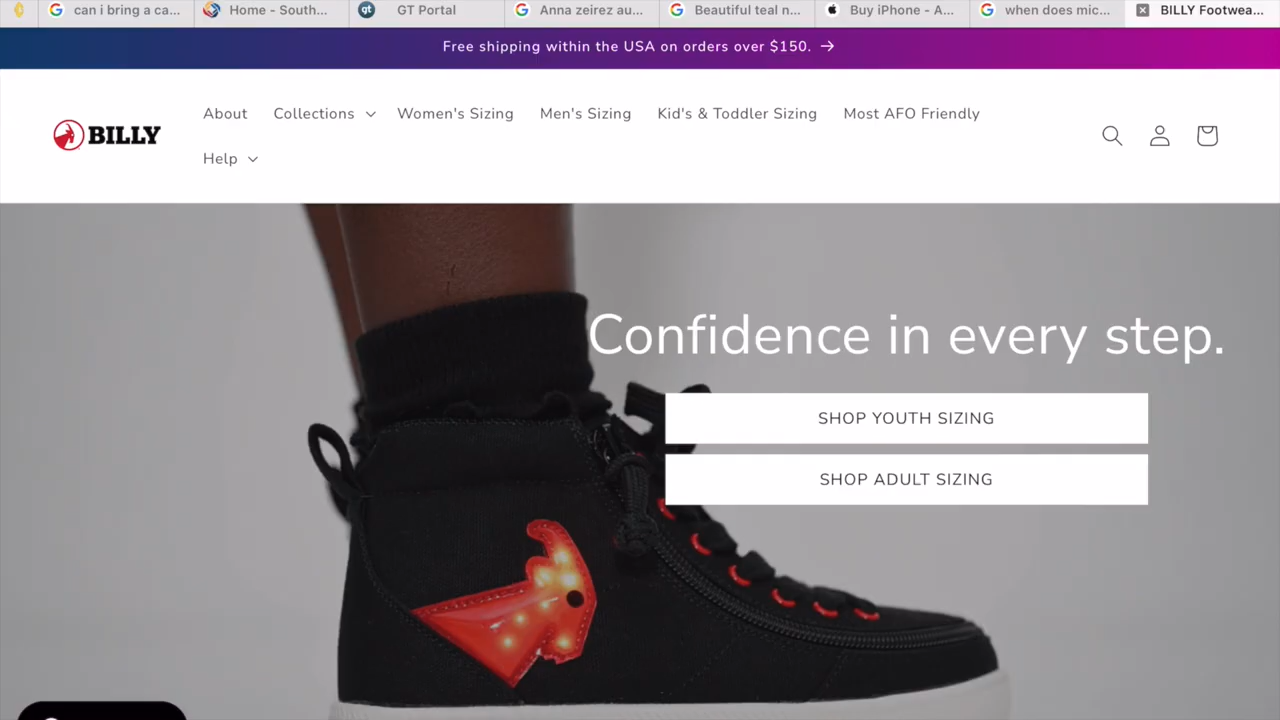 can i bring a ca...
Home - South...
GT Portal
Anna zeirez au...
Beautiful teal n...
Buy iPhone - A...
when does mic...
BILLY Footwea...
Free shipping within the USA on orders over $150. →
BILLY
About
Collections
Women's Sizing
Men's Sizing
Kid's & Toddler Sizing
Most AFO Friendly
Help
Confidence in every step.
SHOP YOUTH SIZING
SHOP ADULT SIZING